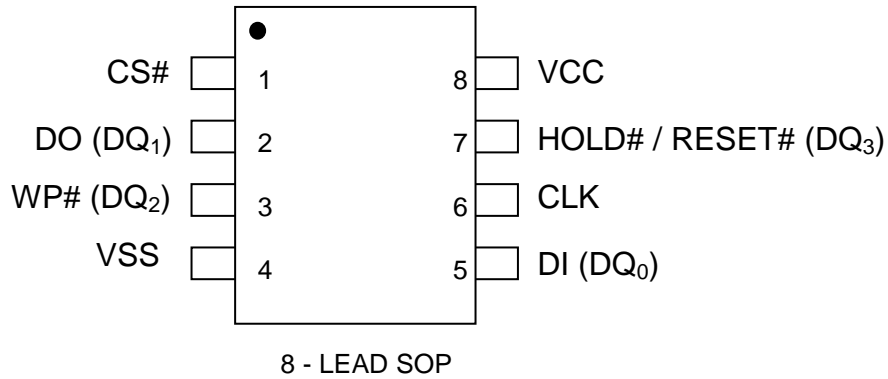 CS# 1 8 VCC
DO (DQ₁) 2 7 HOLD# / RESET# (DQ₃)
WP# (DQ₂) 3 6 CLK
VSS 4 5 DI (DQ₀)
8 - LEAD SOP